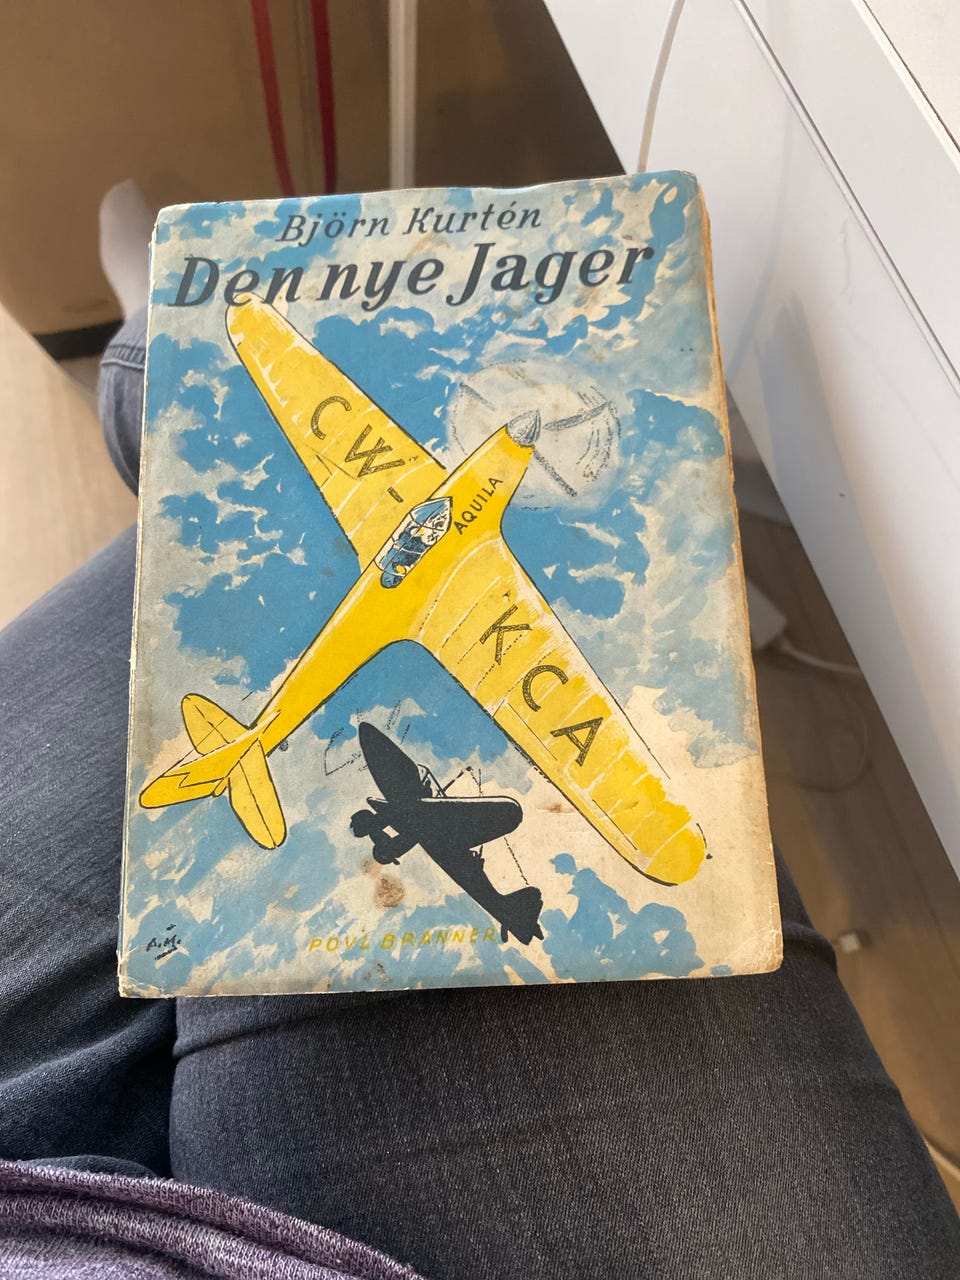 Björn Kurtén
Den nye Jager
CW-
AQUILA
KCA
A.M.
POVL BRANNER